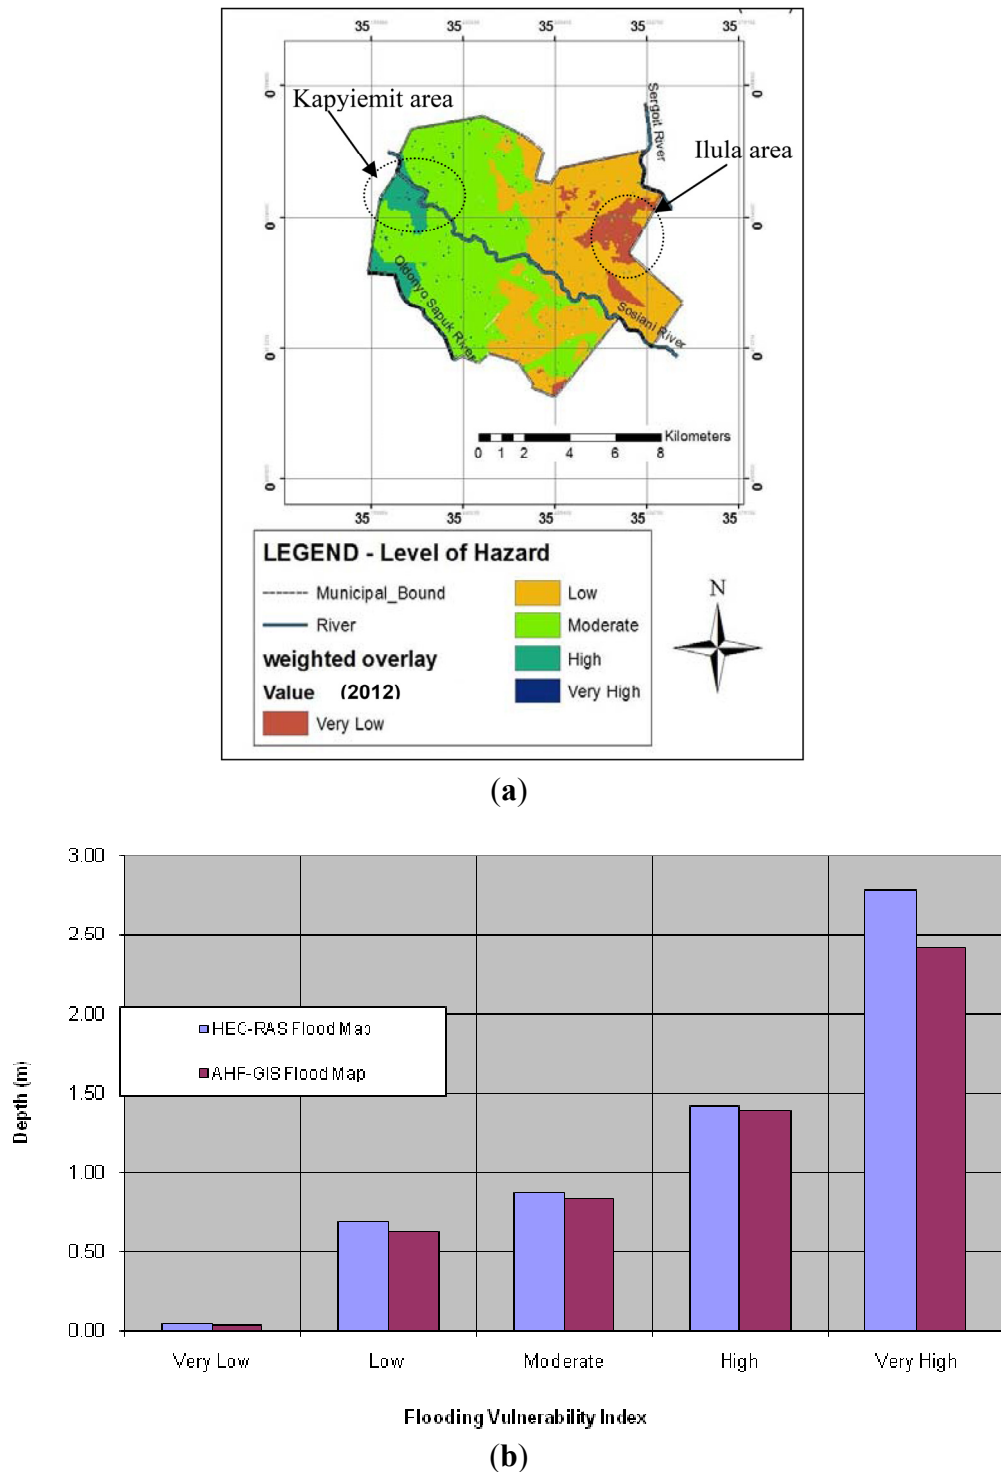 35 35 35 35 35
0 0
Kapyiemit area
Sergoit River
Ilula area
0 0
Oldonyo Sapuk River
Sosiani River
0 0
Kilometers
0 1 2 4 6 8
0 0
35 35 35 35 35
LEGEND - Level of Hazard
Municipal_Bound
River
weighted overlay
Value (2012)
Very Low
Low
Moderate
High
Very High
N
(a)
3.00
2.50
2.00
1.50
1.00
0.50
0.00
HEC-RAS Flood Map
AHP-GIS Flood Map
Depth (m)
Very Low Low Moderate High Very High
Flooding Vulnerability Index
(b)